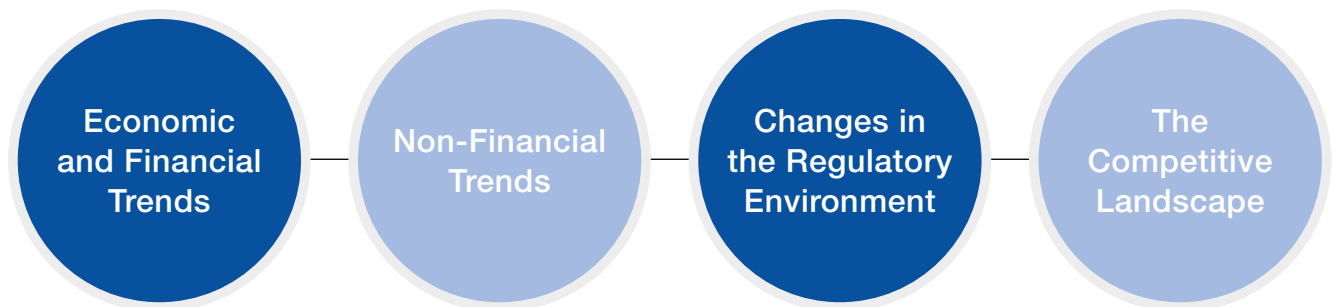 Economic
and Financial
Trends
Non-Financial
Trends
Changes in
the Regulatory
Environment
The
Competitive
Landscape